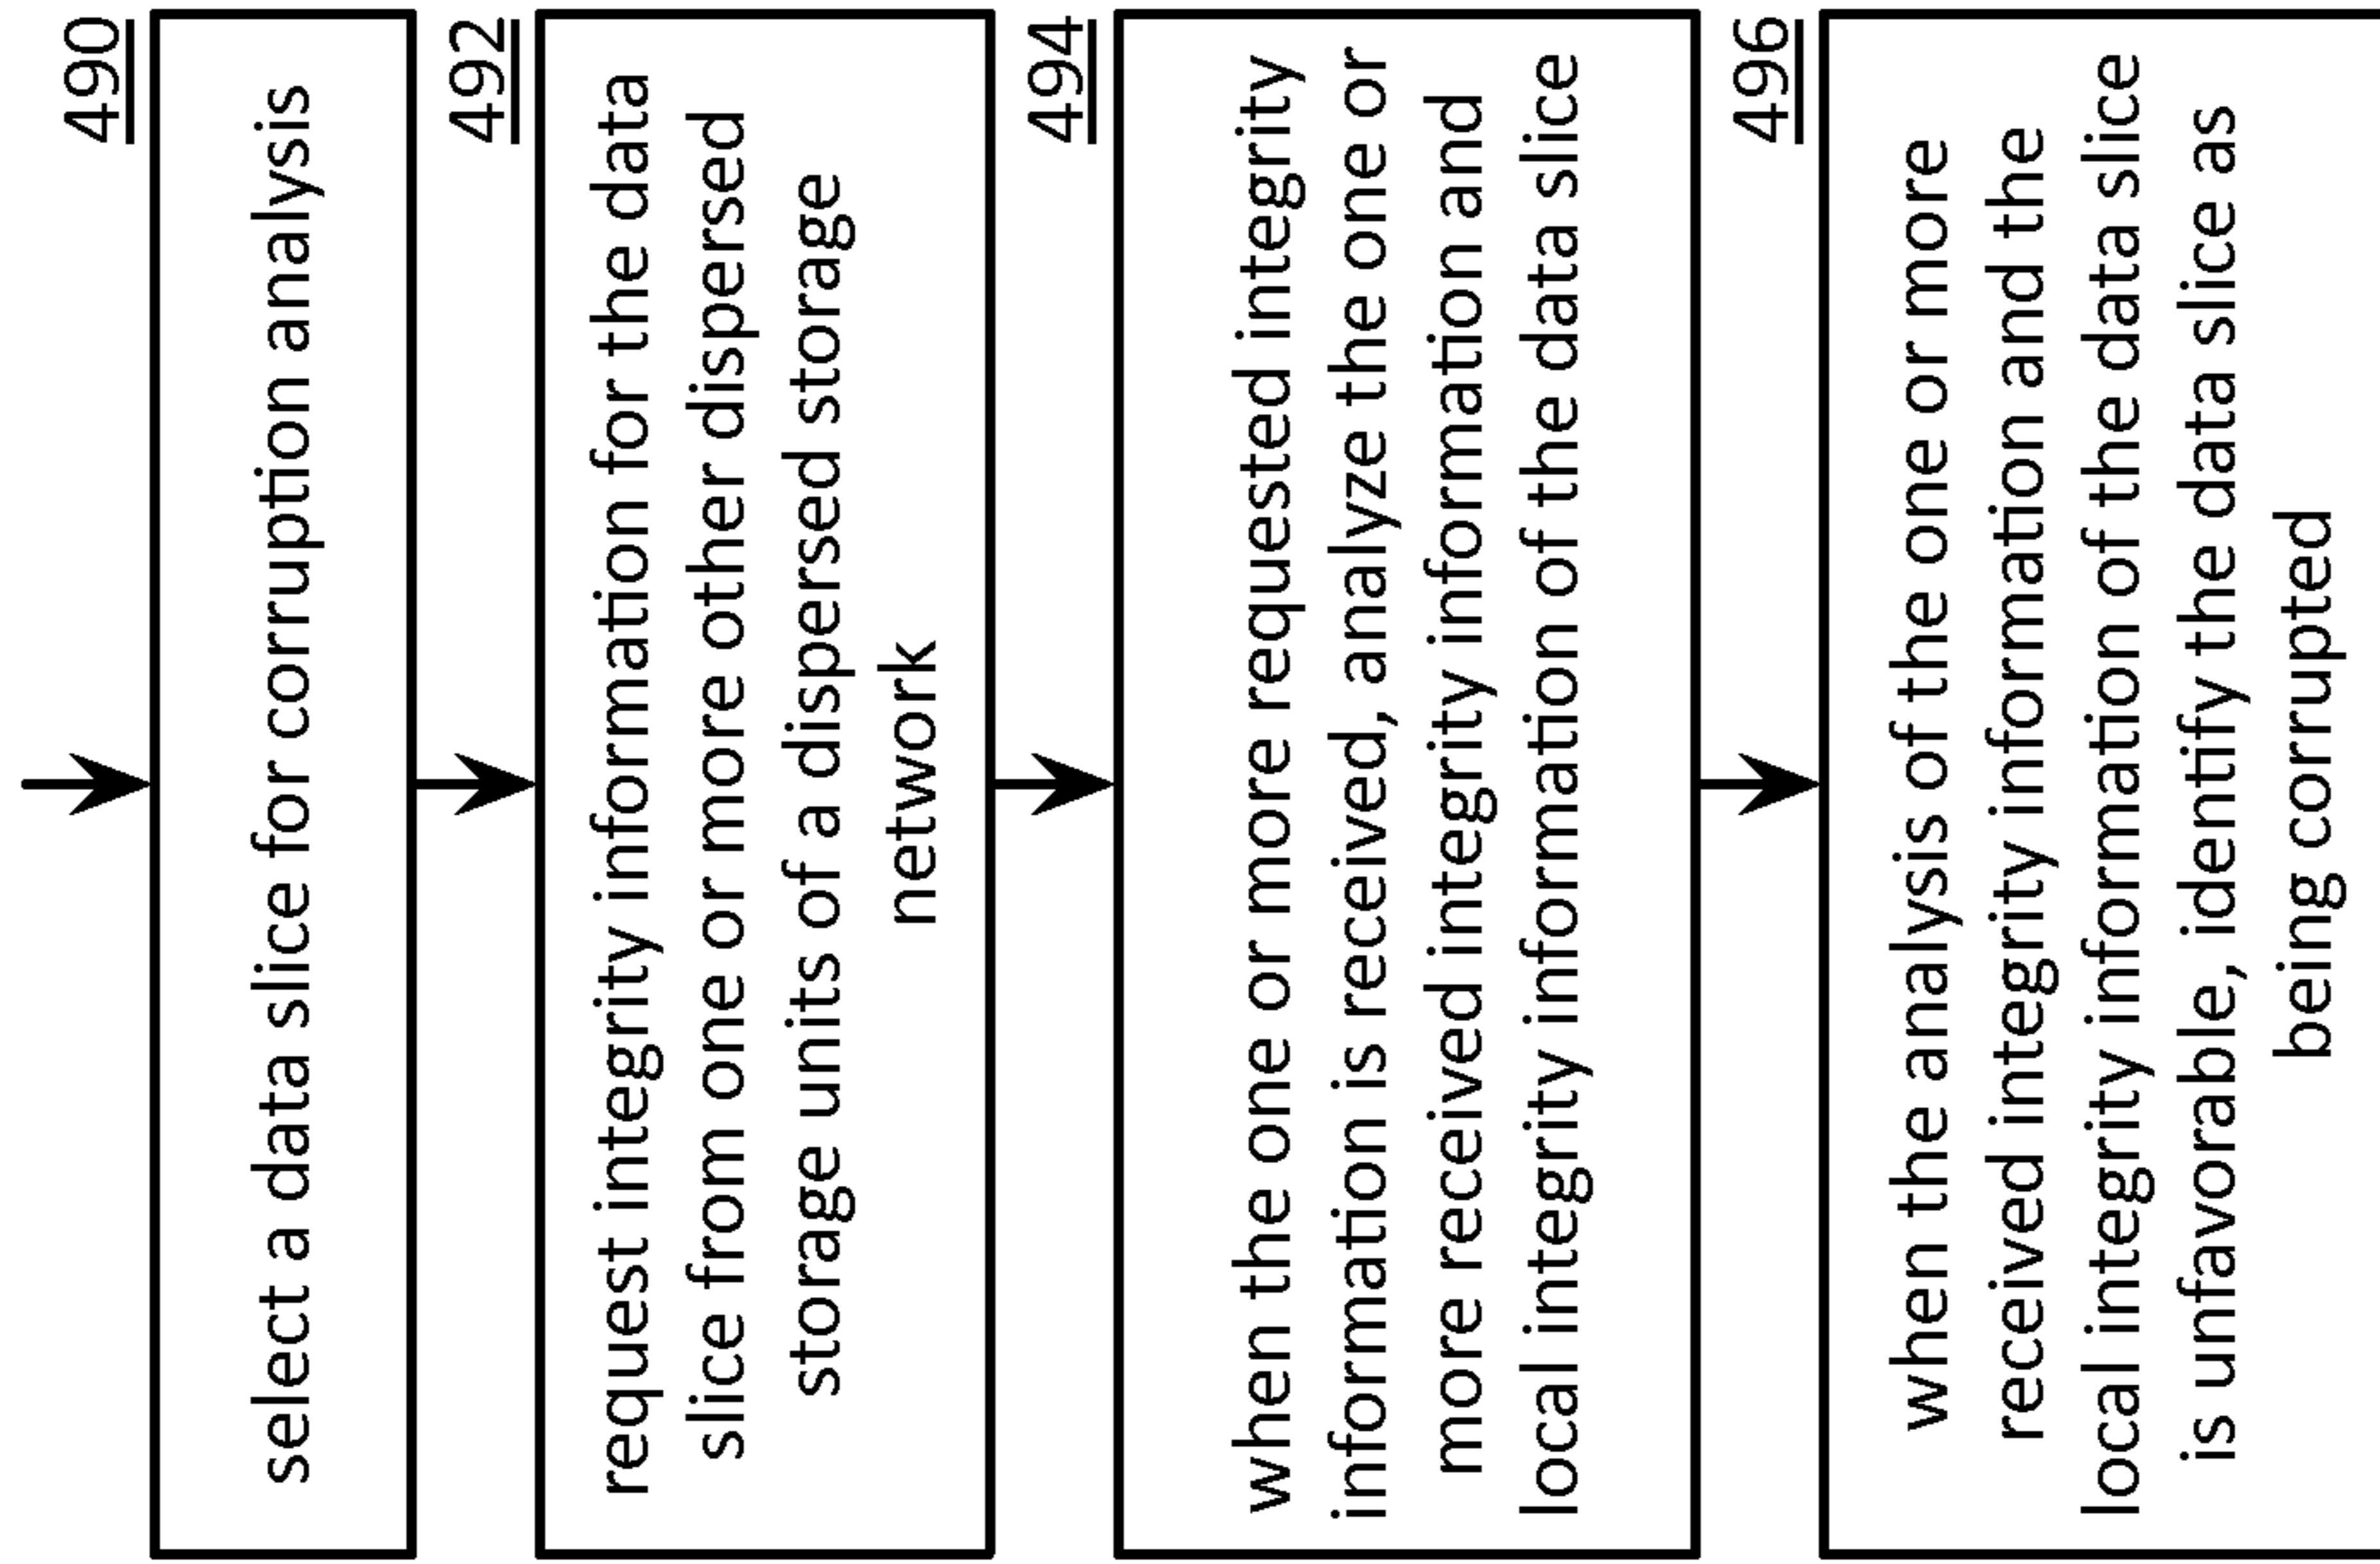 490
select a data slice for corruption analysis
492
request integrity information for the data
slice from one or more other dispersed
storage units of a dispersed storage
network
494
when the one or more requested integrity
information is received, analyze the one or
more received integrity information and
local integrity information of the data slice
496
when the analysis of the one or more
received integrity information and the
local integrity information of the data slice
is unfavorable, identify the data slice as
being corrupted